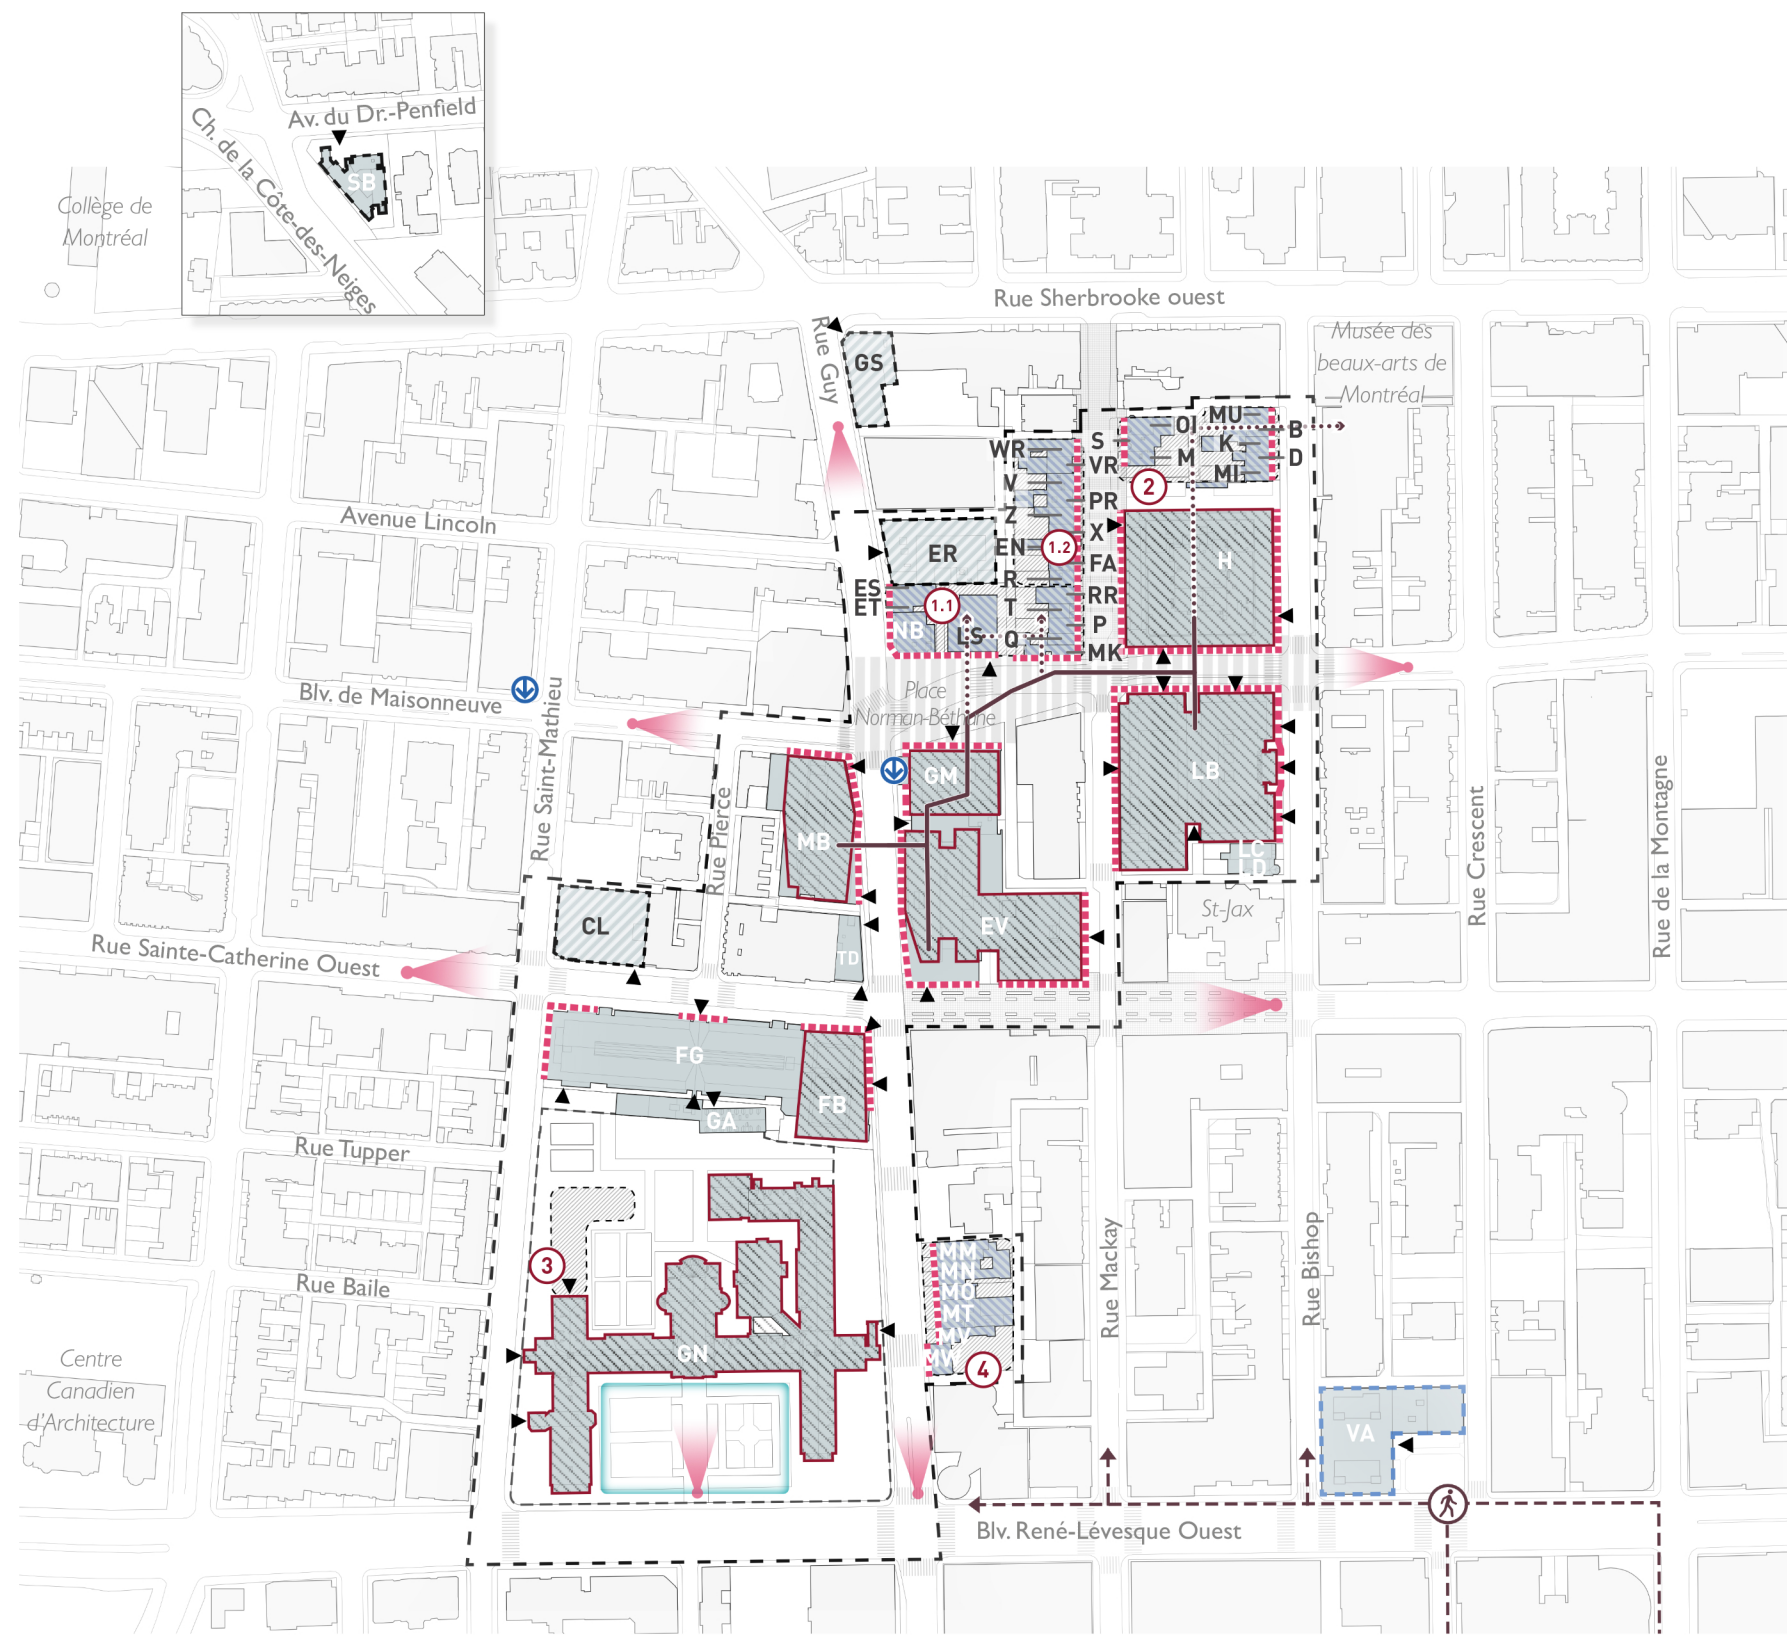 Av. du Dr.-Penfield
Ch. de la Côte-des-Neiges
SB
Collège de
Montréal
Rue Sherbrooke ouest
Musée des
beaux-arts de
Montréal
Rue Guy
GS
MU
OI
B
S
K
WR
M
D
VR
MI
V
2
PR
Z
Avenue Lincoln
X
ER
EN
1.2
H
FA
R
ES
RR
ET
1.1
T
NB
P
LS
Q
MK
Blv. de Maisonneuve
Place
Norman-Béthune
Rue Saint-Mathieu
GM
LB
Rue Pierce
MB
Rue Crescent
Rue de la Montagne
LC
LD
CL
St-Jax
EV
Rue Sainte-Catherine Ouest
TD
FG
FB
GA
Rue Tupper
MM
MN
MO
MT
MV
MV
3
Rue Baile
Rue Mackay
Rue Bishop
GN
4
Centre
Canadien
d'Architecture
VA
Blv. René-Lévesque Ouest